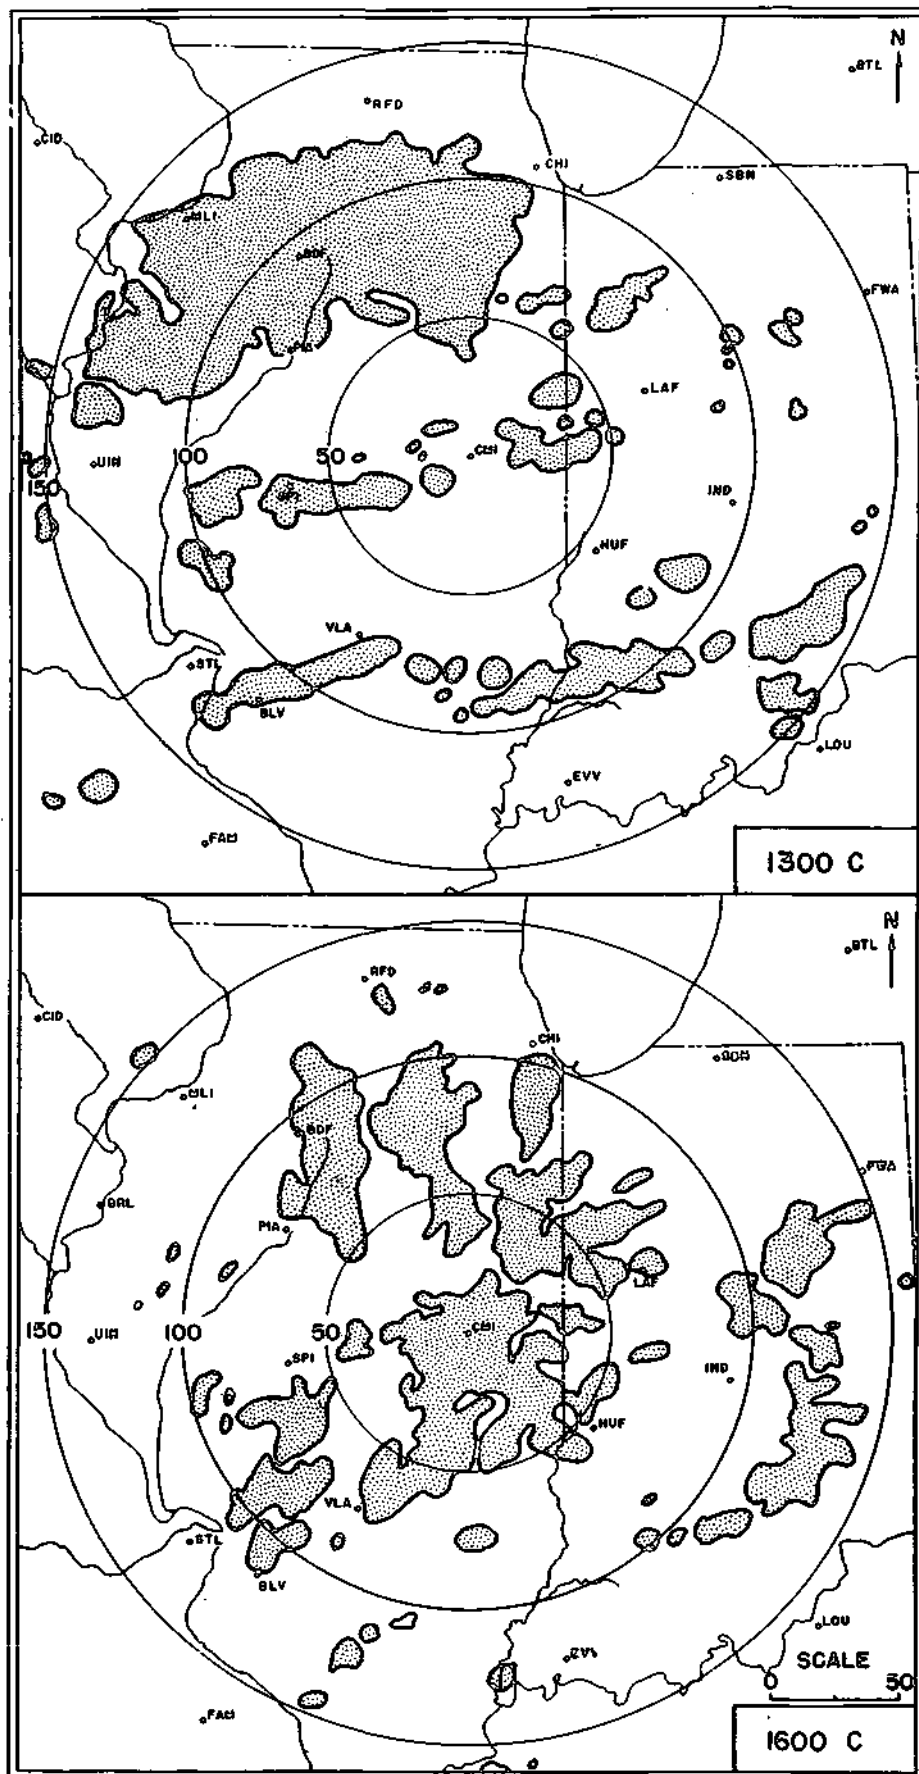 N
BTL
RFD
CID
CHI
SBN
MLI
BDF
FWA
PIA
LAF
CMI
UIN
100
50
150
SPI
IND
HUF
VLA
STL
BLV
LOU
EVV
FAM
1300 C
N
BTL
RFD
CID
CHI
MLI
BDF
FWA
BRL
PIA
LAF
150
UIN
100
50
CMI
SPI
IND
HUF
VLA
STL
BLV
LOU
SCALE
0
50
FAM
1600 C